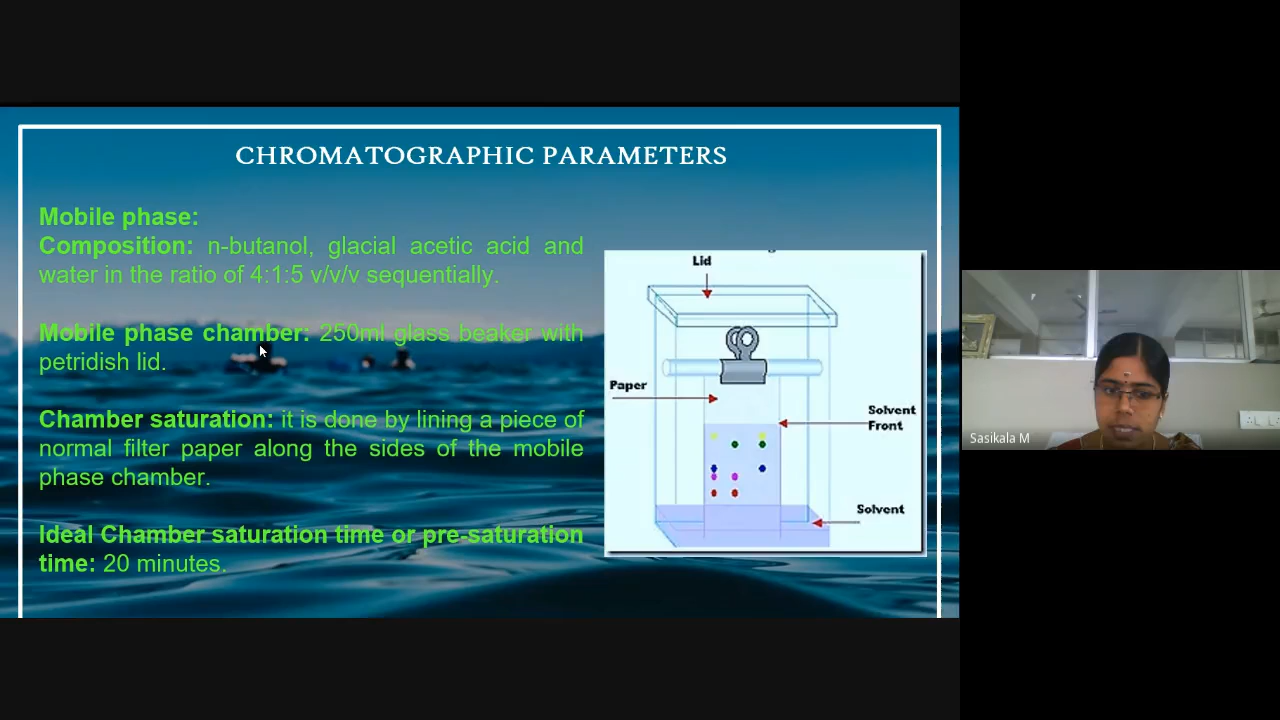 CHROMATOGRAPHIC PARAMETERS
Mobile phase:
Composition: n-butanol, glacial acetic acid and
water in the ratio of 4:1:5 v/v/v sequentially.
Mobile phase chamber: 250ml glass beaker with
petridish lid.
Chamber saturation: it is done by lining a piece of
normal filter paper along the sides of the mobile
phase chamber.
Ideal Chamber saturation time or pre-saturation
time: 20 minutes.
Lid
Paper
Solvent
Front
Solvent
Sasikala M